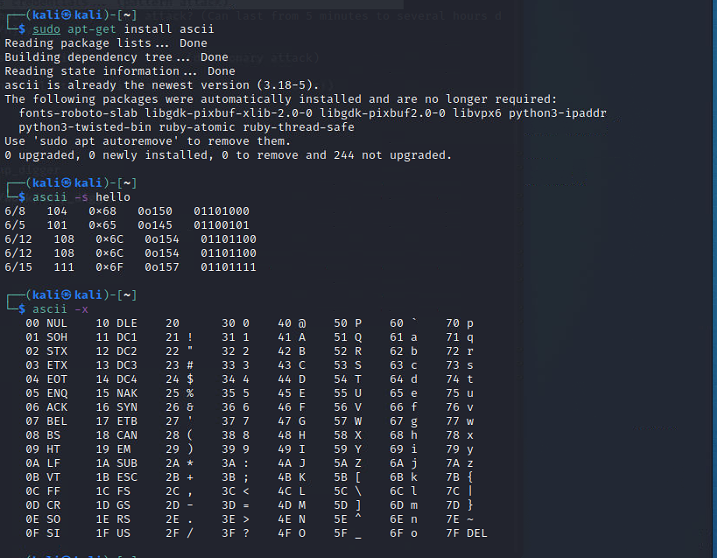 ┌──(kali㉿kali)-[~]
└─$ sudo apt-get install ascii
Reading package lists... Done
Building dependency tree... Done
Reading state information... Done
ascii is already the newest version (3.18-5).
The following packages were automatically installed and are no longer required:
  fonts-roboto-slab libgdk-pixbuf-xlib-2.0-0 libgdk-pixbuf2.0-0 libvpx6 python3-ipaddr
  python3-twisted-bin ruby-atomic ruby-thread-safe
Use 'sudo apt autoremove' to remove them.
0 upgraded, 0 newly installed, 0 to remove and 244 not upgraded.
┌──(kali㉿kali)-[~]
└─$ ascii -s hello
6/8   104   0×68   0o150   01101000
6/5   101   0×65   0o145   01100101
6/12   108   0×6C   0o154   01101100
6/12   108   0×6C   0o154   01101100
6/15   111   0×6F   0o157   01101111
┌──(kali㉿kali)-[~]
└─$ ascii -x
   00 NUL    10 DLE    20      30 0    40 @    50 P    60 `    70 p
   01 SOH    11 DC1    21 !    31 1    41 A    51 Q    61 a    71 q
   02 STX    12 DC2    22 "    32 2    42 B    52 R    62 b    72 r
   03 ETX    13 DC3    23 #    33 3    43 C    53 S    63 c    73 s
   04 EOT    14 DC4    24 $    34 4    44 D    54 T    64 d    74 t
   05 ENQ    15 NAK    25 %    35 5    45 E    55 U    65 e    75 u
   06 ACK    16 SYN    26 &    36 6    46 F    56 V    66 f    76 v
   07 BEL    17 ETB    27 '    37 7    47 G    57 W    67 g    77 w
   08 BS     18 CAN    28 (    38 8    48 H    58 X    68 h    78 x
   09 HT     19 EM     29 )    39 9    49 I    59 Y    69 i    79 y
   0A LF     1A SUB    2A *    3A :    4A J    5A Z    6A j    7A z
   0B VT     1B ESC    2B +    3B ;    4B K    5B [    6B k    7B {
   0C FF     1C FS     2C ,    3C <    4C L    5C \    6C l    7C |
   0D CR     1D GS     2D -    3D =    4D M    5D ]    6D m    7D }
   0E SO     1E RS     2E .    3E >    4E N    5E ^    6E n    7E ~
   0F SI     1F US     2F /    3F ?    4F O    5F _    6F o    7F DEL